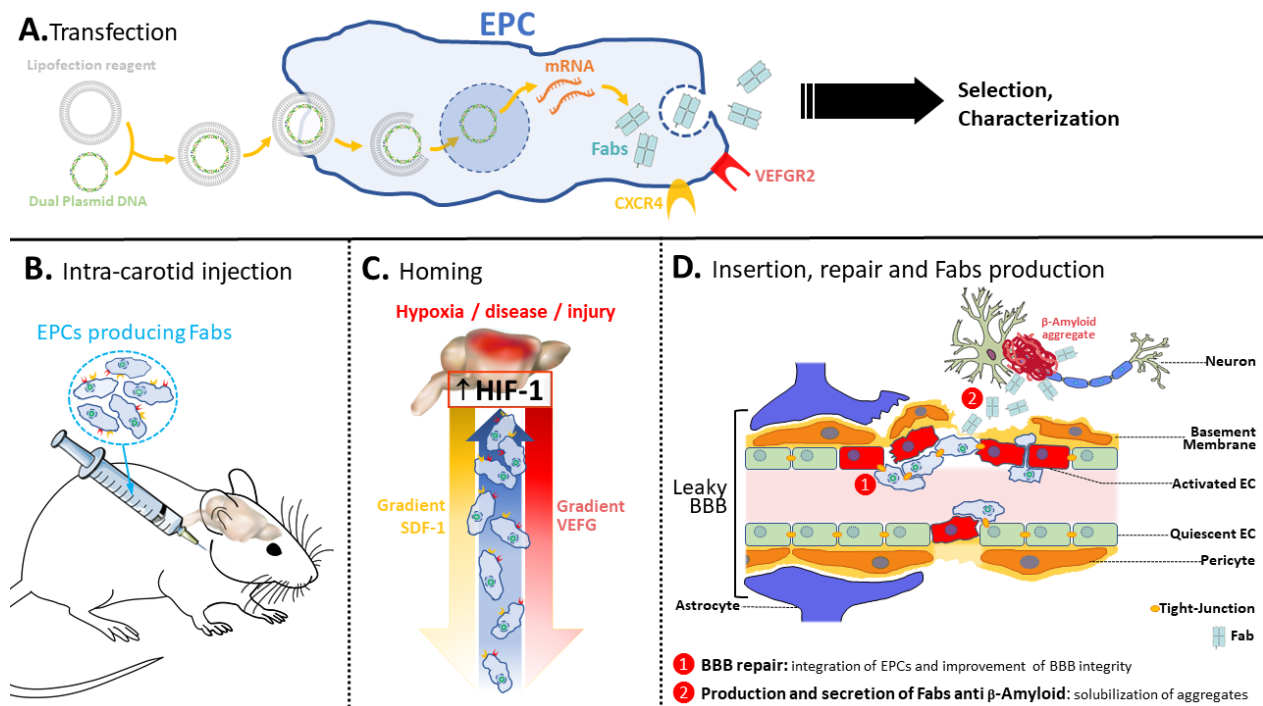 A. Transfection
EPC
Lipofection reagent
Dual Plasmid DNA
mRNA
Fabs
CXCR4
VEFGR2
Selection,
Characterization
B. Intra-carotid injection
EPCs producing Fabs
C. Homing
Hypoxia / disease / injury
↑ HIF-1
Gradient
SDF-1
Gradient
VEFG
D. Insertion, repair and Fabs production
β-Amyloid
aggregate
Neuron
2
Basement
Membrane
1
Activated EC
Leaky
BBB
Quiescent EC
Pericyte
Astrocyte
Tight-Junction
Fab
1 BBB repair: integration of EPCs and improvement of BBB integrity
2 Production and secretion of Fabs anti β-Amyloid: solubilization of aggregates